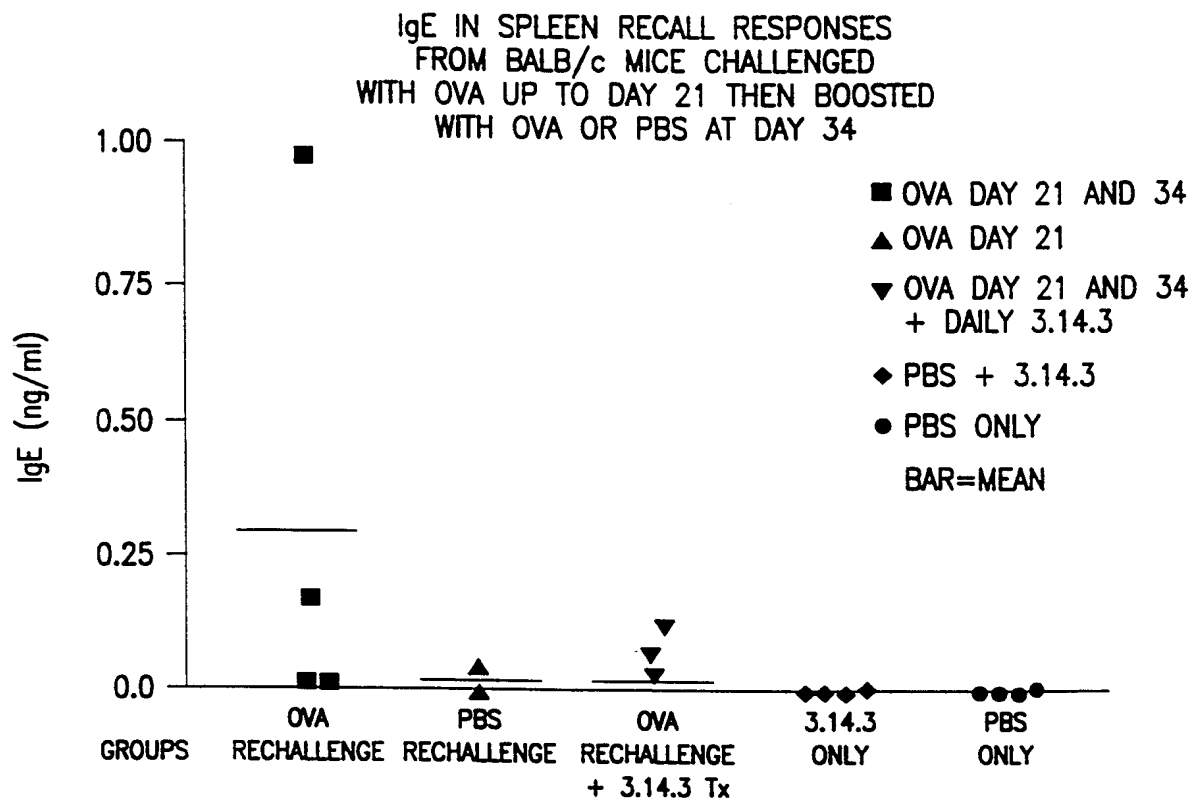 IgE IN SPLEEN RECALL RESPONSES
FROM BALB/c MICE CHALLENGED
WITH OVA UP TO DAY 21 THEN BOOSTED
WITH OVA OR PBS AT DAY 34
1.00
0.75
0.50
0.25
0.0
IgE (ng/ml)
OVA DAY 21 AND 34
OVA DAY 21
OVA DAY 21 AND 34
+ DAILY 3.14.3
PBS + 3.14.3
PBS ONLY
BAR=MEAN
GROUPS
OVA
RECHALLENGE
PBS
RECHALLENGE
OVA
RECHALLENGE
+ 3.14.3 Tx
3.14.3
ONLY
PBS
ONLY